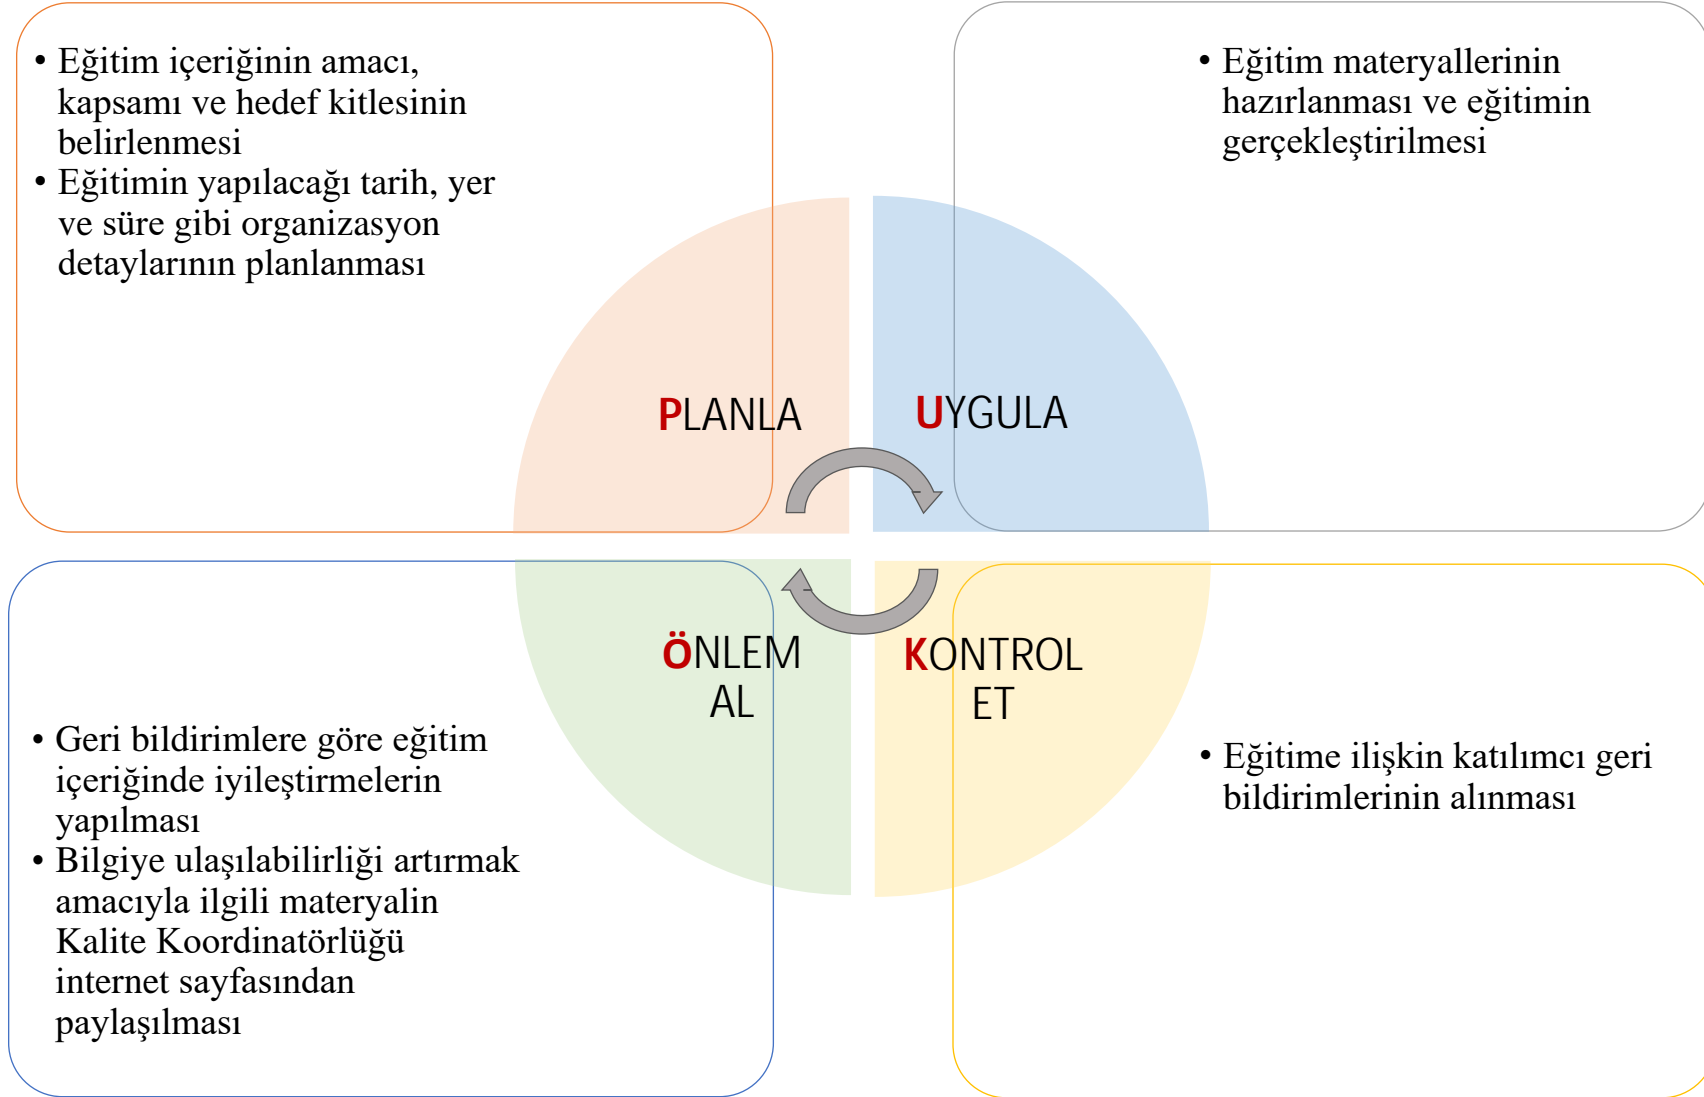 • Eğitim içeriğinin amacı,
kapsamı ve hedef kitlesinin
belirlenmesi
• Eğitimin yapılacağı tarih, yer
ve süre gibi organizasyon
detaylarının planlanması
• Eğitim materyallerinin
hazırlanması ve eğitimin
gerçekleştirilmesi
PLANLA
UYGULA
ÖNLEM
AL
KONTROL
ET
• Geri bildirimlere göre eğitim
içeriğinde iyileştirmelerin
yapılması
• Bilgiye ulaşılabilirliği artırmak
amacıyla ilgili materyalin
Kalite Koordinatörlüğü
internet sayfasından
paylaşılması
• Eğitime ilişkin katılımcı geri
bildirimlerinin alınması